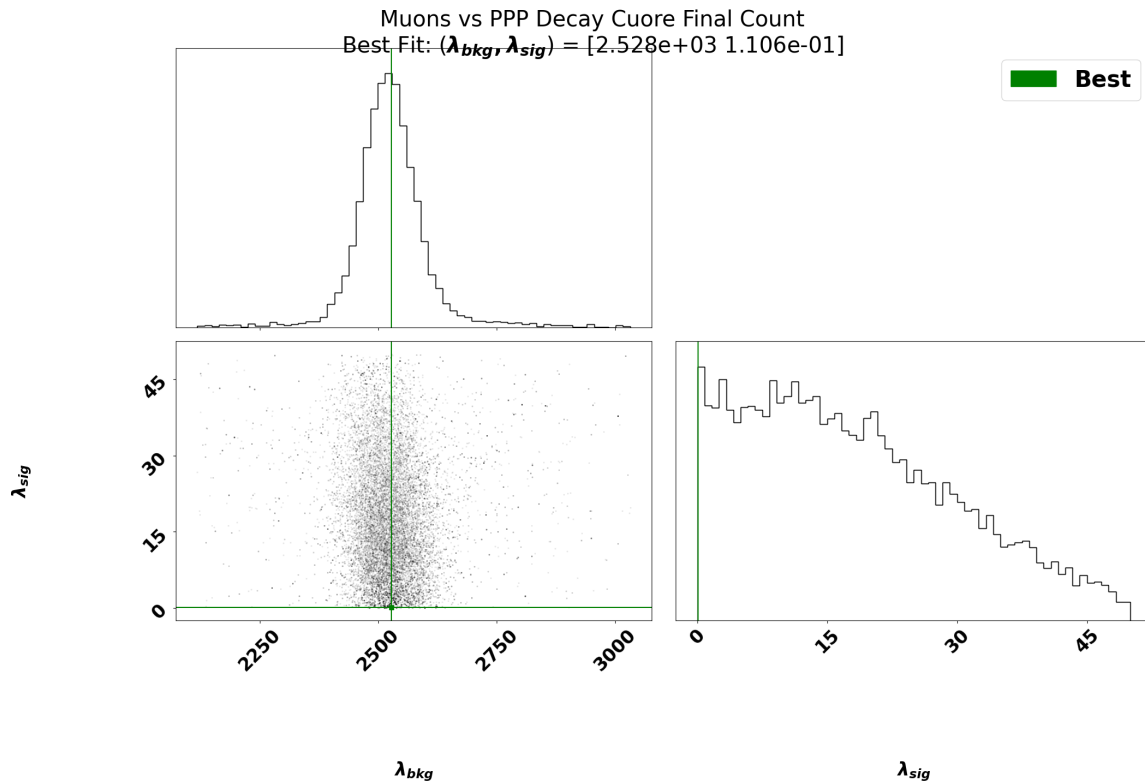 Muons vs PPP Decay Cuore Final Count
Best Fit: (λbkg, λsig) = [2.528e+03 1.106e-01]
Best
45
30
15
0
λsig
2250
2500
2750
3000
0
15
30
45
λbkg
λsig